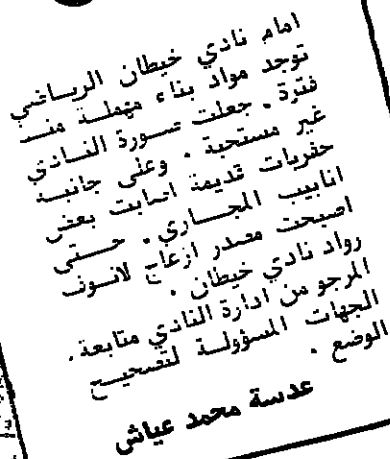 امام نادي خيطان الرياضي
توجد مواد بناء مهملة منذ
فترة . جعلت صورة النادي
غير مستحبة . وعلى جانبه
حفريات قديمة اصابت بعض
انابيب المجاري . حتى
اصبحت مصدر ازعاج لانوف
رواد نادي خيطان .
المرجو من ادارة النادي متابعة .
الجهات المسؤولة لتصحيح
الوضع .
عدسة محمد عياش